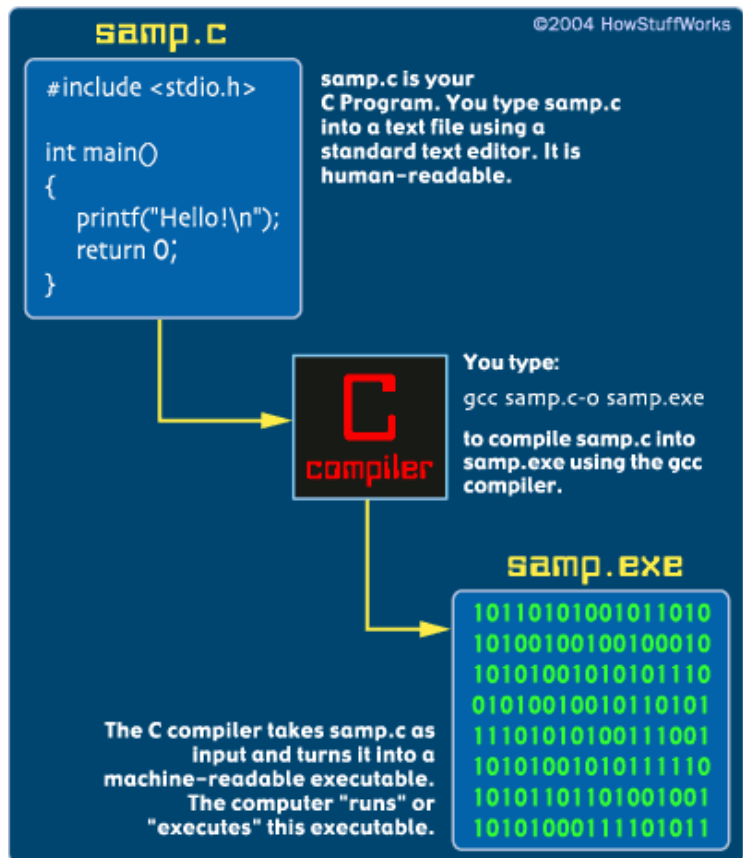 samp.c
©2004 HowStuffWorks
#include <stdio.h>
int main()
{
printf("Hello!\n");
return 0;
}
samp.c is your
C Program. You type samp.c
into a text file using a
standard text editor. It is
human-readable.
C
compiler
You type:
gcc samp.c-o samp.exe
to compile samp.c into
samp.exe using the gcc
compiler.
samp.exe
10110101001011010
10100100100100010
10101001010101110
01010010010110101
11101010100111001
10101001010111110
10101101101001001
10101000111101011
The C compiler takes samp.c as
input and turns it into a
machine-readable executable.
The computer "runs" or
"executes" this executable.